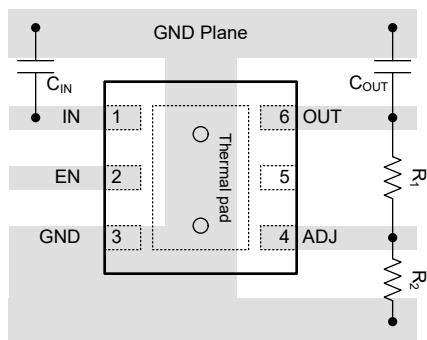 GND Plane
C_IN
C_OUT
IN 1
6 OUT
EN 2
5
GND 3
4 ADJ
Thermal pad
R_1
R_2